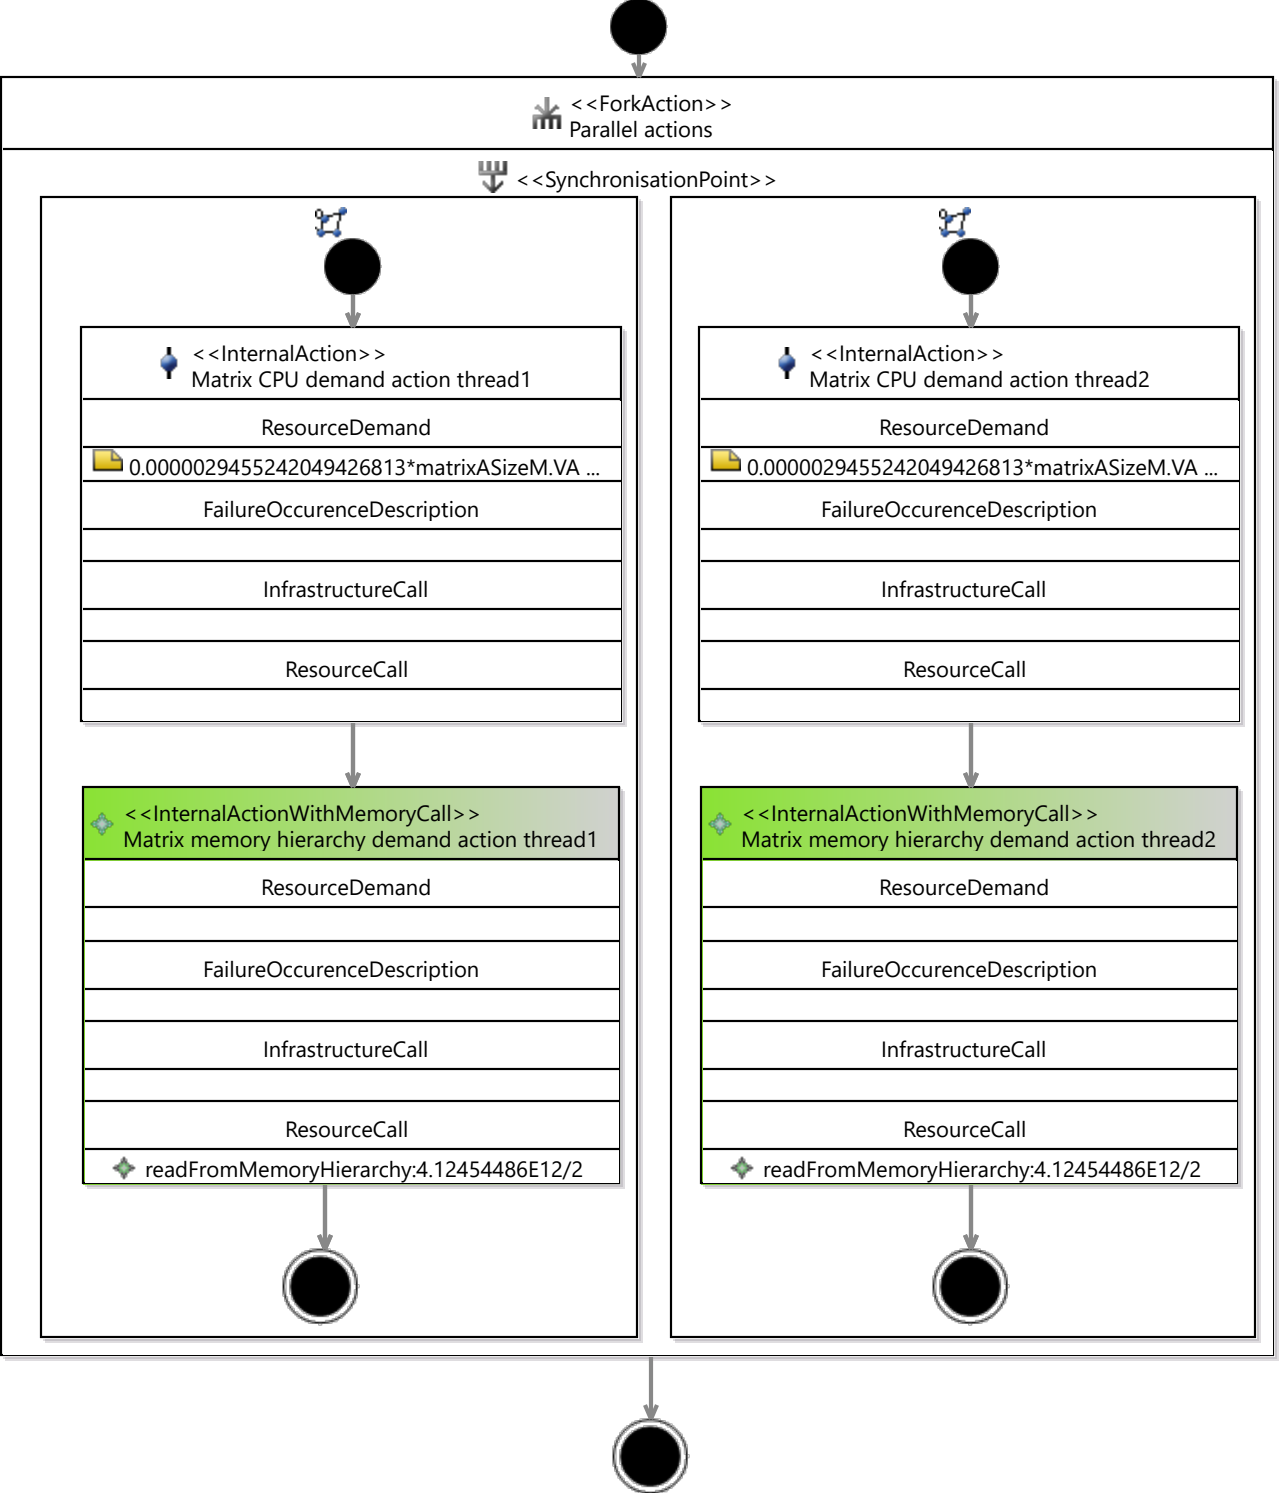 <<ForkAction>>
Parallel actions
<<SynchronisationPoint>>
<<InternalAction>>
Matrix CPU demand action thread1
ResourceDemand
0.0000029455242049426813*matrixASizeM.VA ...
FailureOccurenceDescription
InfrastructureCall
ResourceCall
<<InternalActionWithMemoryCall>>
Matrix memory hierarchy demand action thread1
ResourceDemand
FailureOccurenceDescription
InfrastructureCall
ResourceCall
readFromMemoryHierarchy:4.12454486E12/2
<<InternalAction>>
Matrix CPU demand action thread2
ResourceDemand
0.0000029455242049426813*matrixASizeM.VA ...
FailureOccurenceDescription
InfrastructureCall
ResourceCall
<<InternalActionWithMemoryCall>>
Matrix memory hierarchy demand action thread2
ResourceDemand
FailureOccurenceDescription
InfrastructureCall
ResourceCall
readFromMemoryHierarchy:4.12454486E12/2